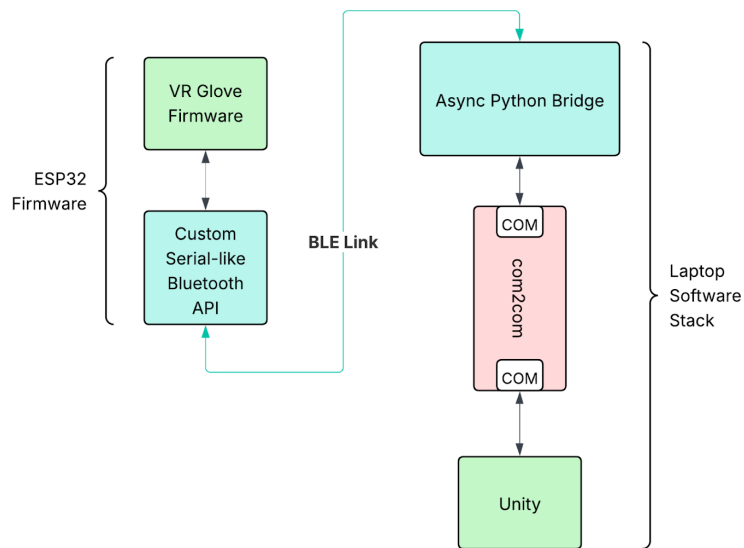 VR Glove
Firmware
ESP32
Firmware
Custom
Serial-like
Bluetooth
API
BLE Link
Async Python Bridge
COM
com2com
COM
Unity
Laptop
Software
Stack